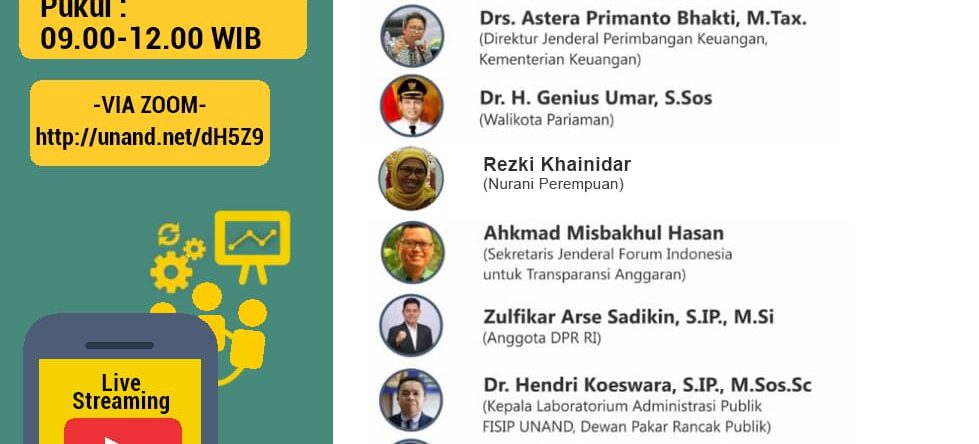 Pukul :
09.00-12.00 WIB
-VIA ZOOM-
http://unand.net/dH5Z9
Live
Streaming
Drs. Astera Primanto Bhakti, M.Tax.
(Direktur Jenderal Perimbangan Keuangan,
Kementerian Keuangan)
Dr. H. Genius Umar, S.Sos
(Walikota Pariaman)
Rezki Khainidar
(Nurani Perempuan)
Ahkmad Misbakhul Hasan
(Sekretaris Jenderal Forum Indonesia
untuk Transparansi Anggaran)
Zulfikar Arse Sadikin, S.IP., M.Si
(Anggota DPR RI)
Dr. Hendri Koeswara, S.IP., M.Sos.Sc
(Kepala Laboratorium Administrasi Publik
FISIP UNAND, Dewan Pakar Rancak Publik)